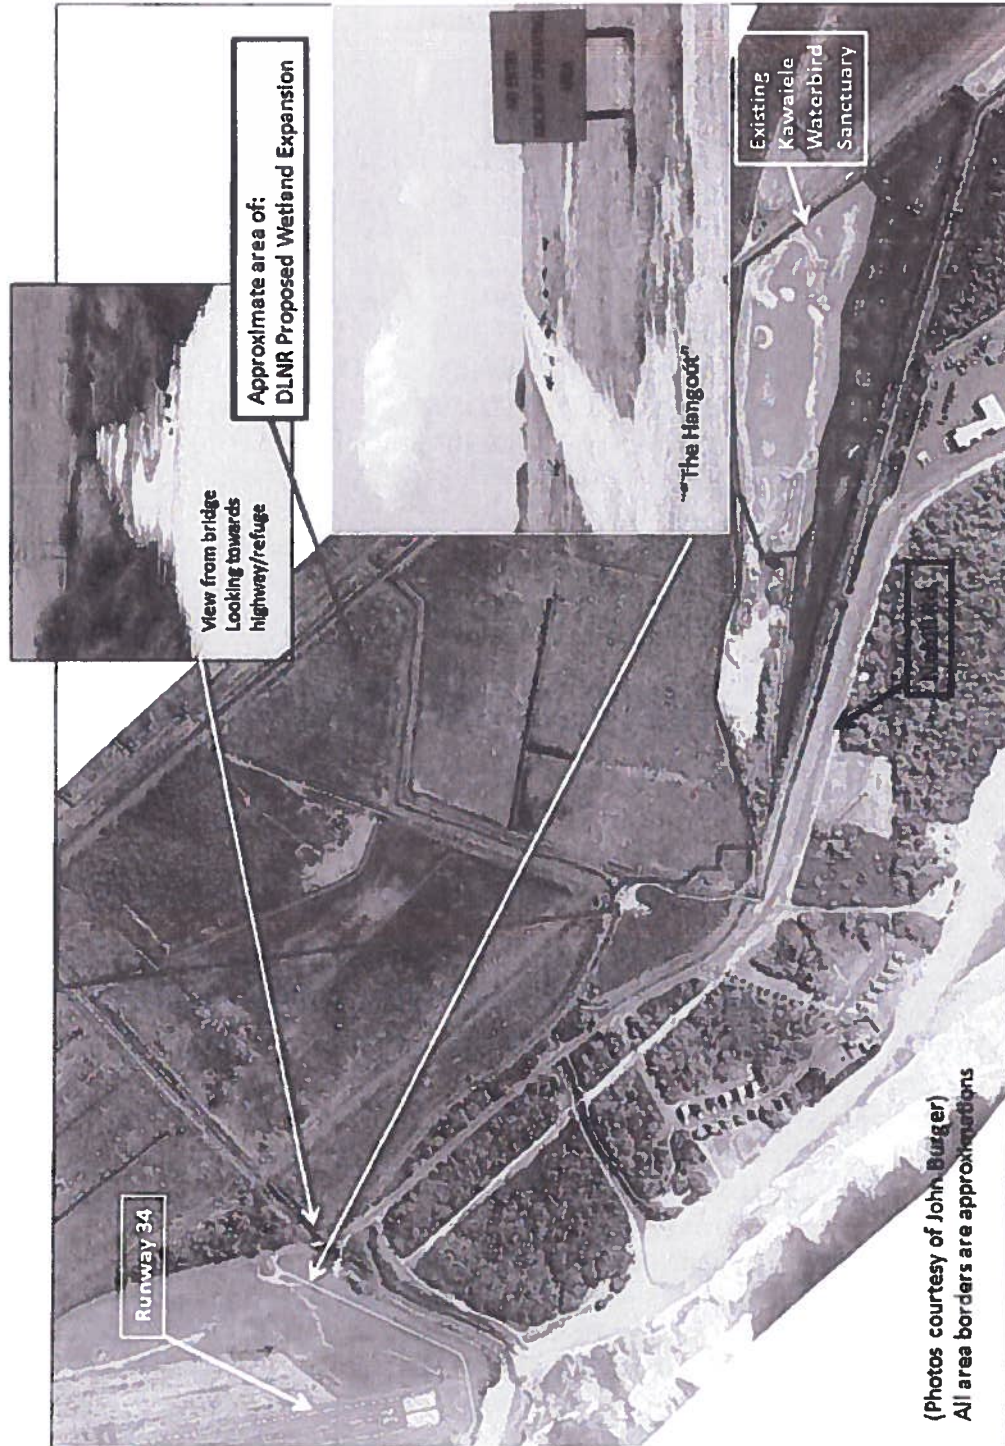 Runway 34
View from bridge
Looking towards
highway/refuge
Approximate area of:
DLNR Proposed Wetland Expansion
"The Hangout"
Existing
Kawaiele
Waterbird
Sanctuary
(Photos courtesy of John Burger)
All area borders are approximations